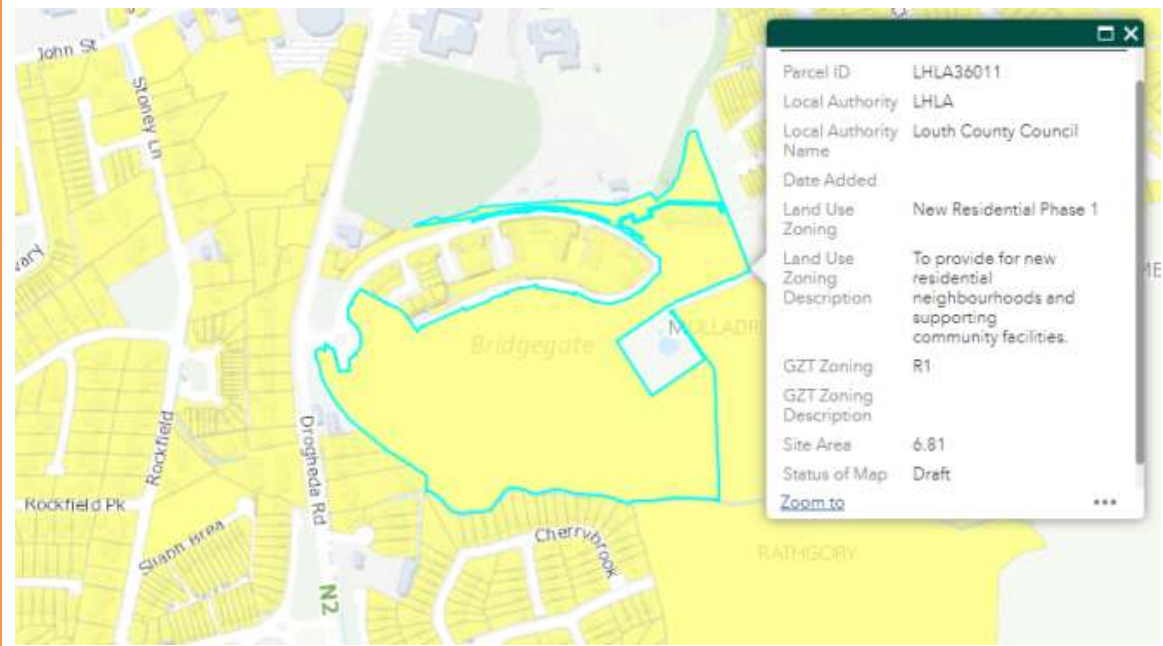 John St
Stoney Ln
vary
Rockfield
Rockfield Pk
Drogheda Rd
N2
Bridgegate
Cherrybrook
RATHGORY
Parcel ID LHLA36011
Local Authority LHLA
Local Authority Louth County Council
Name
Date Added
Land Use New Residential Phase 1
Zoning
Land Use To provide for new
Zoning residential
Description neighbourhoods and
supporting
community facilities.
GZT Zoning R1
GZT Zoning
Description
Site Area 6.81
Status of Map Draft
Zoom to